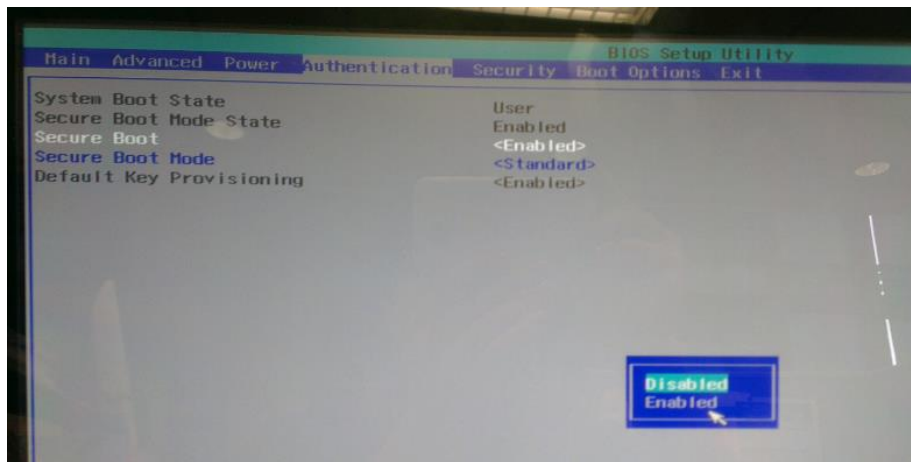 BIOS Setup Utility
Main Advanced Power Authentication Security Boot Options Exit
System Boot State User
Secure Boot Mode State Enabled
Secure Boot <Enabled>
Secure Boot Mode <Standard>
Default Key Provisioning <Enabled>
Disabled
Enabled